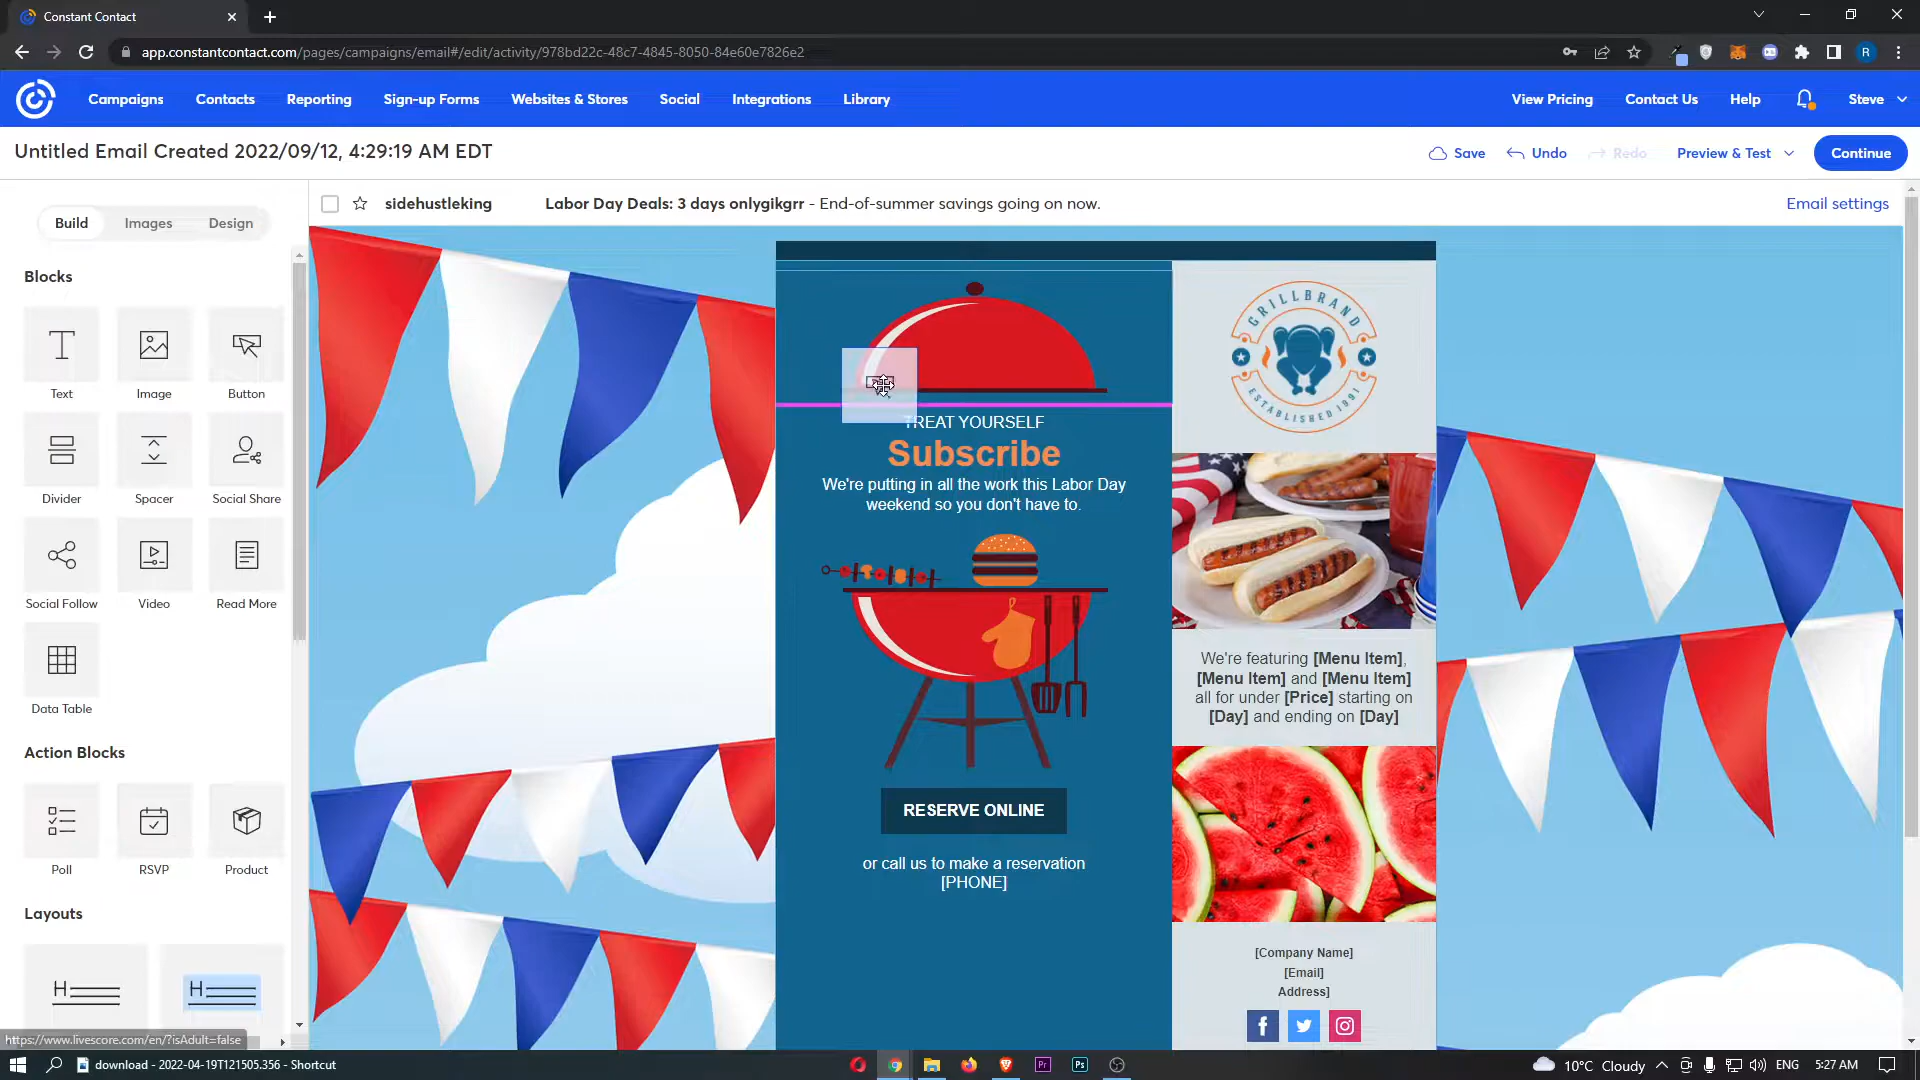 Constant Contact
app.constantcontact.com/pages/campaigns/email#/edit/activity/978bd22c-48c7-4845-8050-84e60e7826e2
R
Campaigns
Contacts
Reporting
Sign-up Forms
Websites & Stores
Social
Integrations
Library
View Pricing
Contact Us
Help
Steve
Untitled Email Created 2022/09/12, 4:29:19 AM EDT
Save
Undo
Redo
Preview & Test
Continue
Build
Images
Design
sidehustleking
Labor Day Deals: 3 days onlygikgrr - End-of-summer savings going on now.
Email settings
Blocks
Text
Image
Button
Divider
Spacer
Social Share
Social Follow
Video
Read More
Data Table
Action Blocks
Poll
RSVP
Product
Layouts
H
H
TREAT YOURSELF
Subscribe
We're putting in all the work this Labor Day
weekend so you don't have to.
RESERVE ONLINE
or call us to make a reservation
[PHONE]
GRILLBRAND
ESTABLISHED 1991
We're featuring [Menu Item],
[Menu Item] and [Menu Item]
all for under [Price] starting on
[Day] and ending on [Day]
[Company Name]
[Email]
Address]
https://www.livescore.com/en/?isAdult=false
download - 2022-04-19T121505.356 - Shortcut
Pr
Ps
10°C Cloudy
ENG
5:27 AM